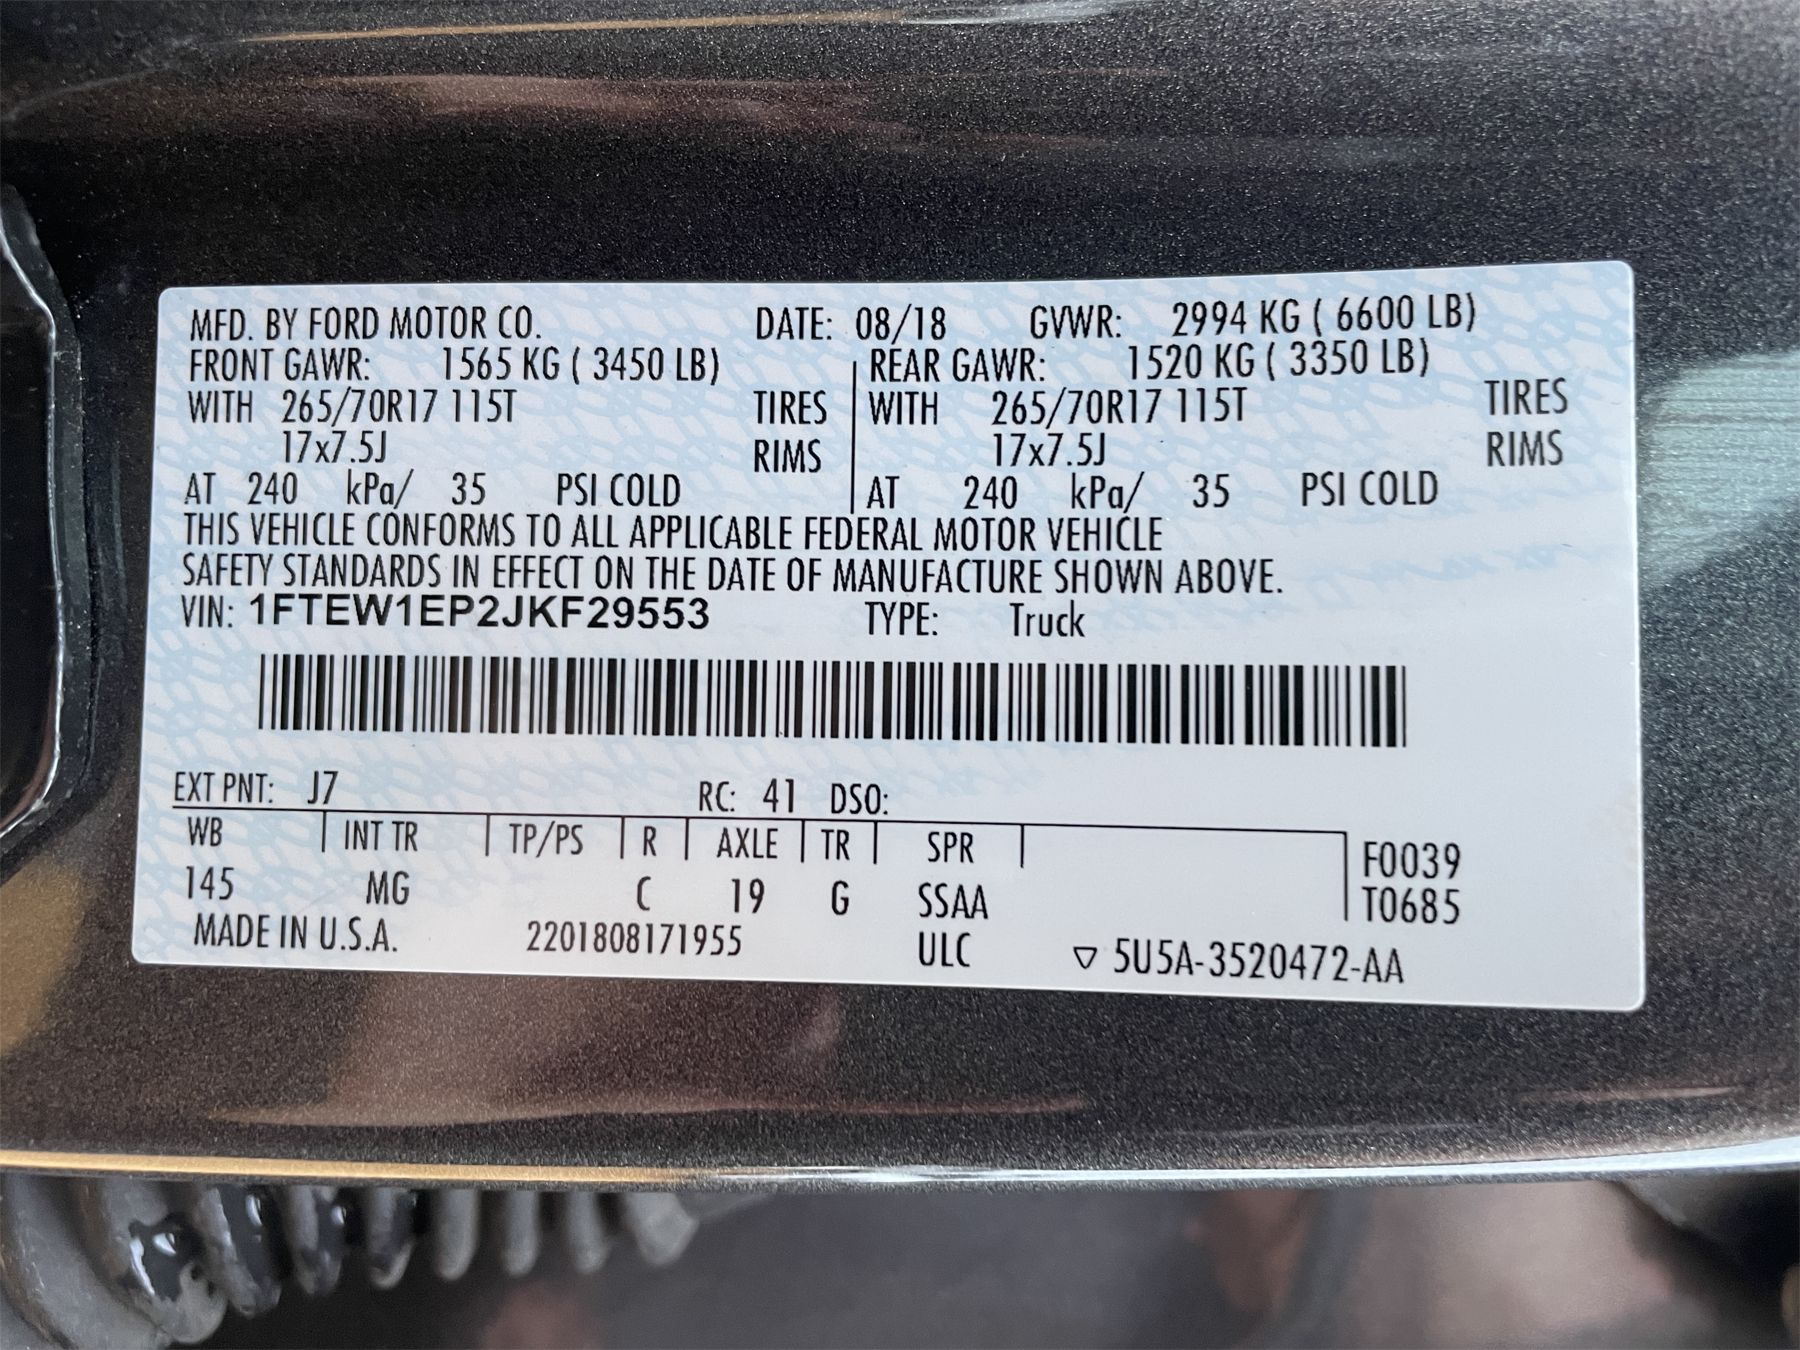 MFD. BY FORD MOTOR CO. DATE: 08/18 GVWR: 2994 KG ( 6600 LB)
FRONT GAWR: 1565 KG ( 3450 LB) REAR GAWR: 1520 KG ( 3350 LB)
WITH 265/70R17 115T TIRES WITH 265/70R17 115T TIRES
17x7.5J RIMS 17x7.5J RIMS
AT 240 kPa/ 35 PSI COLD AT 240 kPa/ 35 PSI COLD
THIS VEHICLE CONFORMS TO ALL APPLICABLE FEDERAL MOTOR VEHICLE
SAFETY STANDARDS IN EFFECT ON THE DATE OF MANUFACTURE SHOWN ABOVE.
VIN: 1FTEW1EP2JKF29553 TYPE: Truck
EXT PNT: J7 RC: 41 DSO:
WB INT TR TP/PS R AXLE TR SPR F0039
145 MG C 19 G SSAA T0685
MADE IN U.S.A. 2201808171955 ULC ▽ 5U5A-3520472-AA